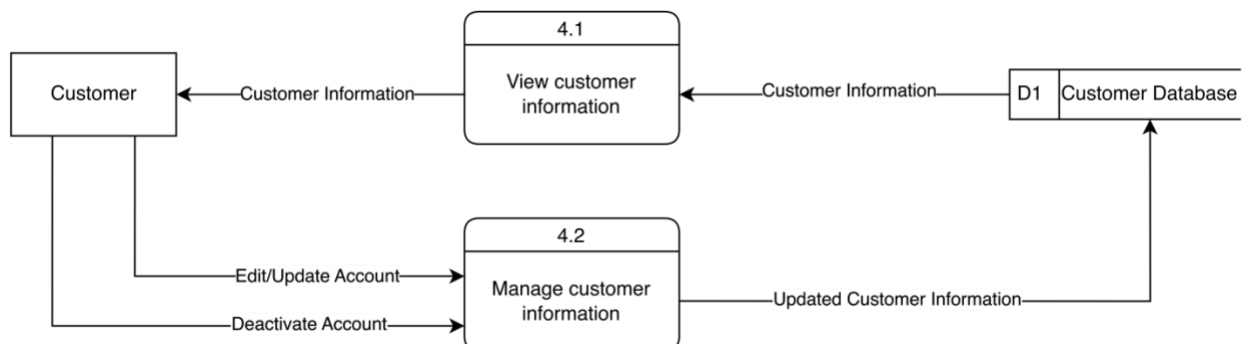 4.1
Customer
Customer Information
View customer
information
Customer Information
D1
Customer Database
4.2
Edit/Update Account
Manage customer
information
Updated Customer Information
Deactivate Account